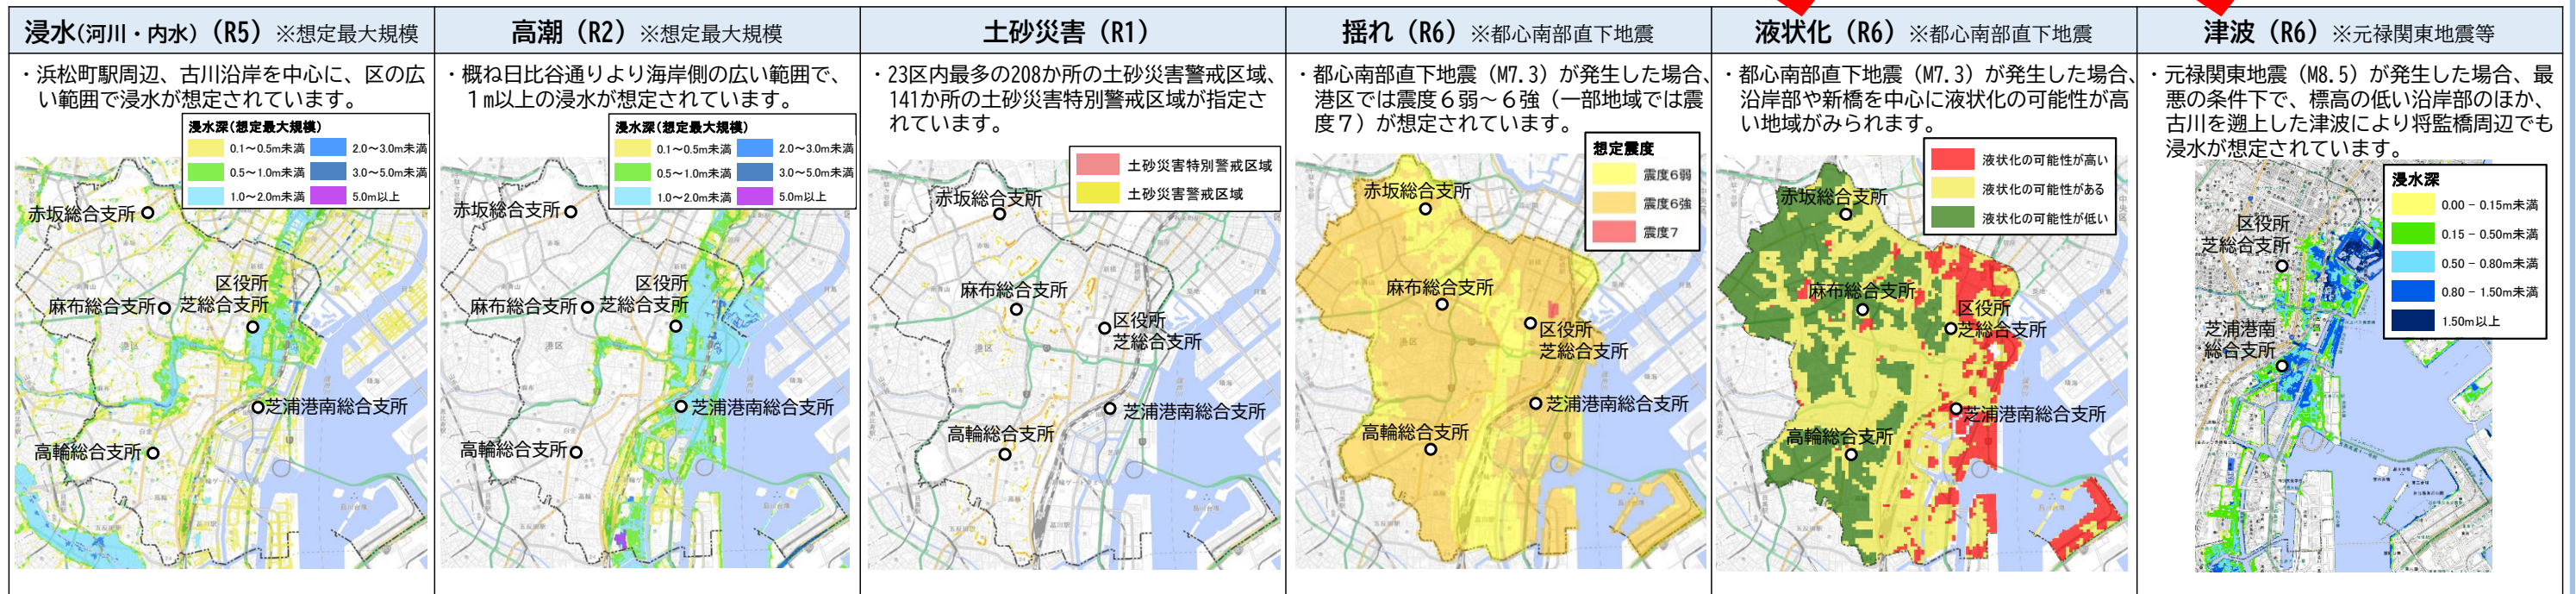 浸水(河川・内水)(R5) ※想定最大規模
・浜松町駅周辺、古川沿岸を中心に、区の広
い範囲で浸水が想定されています。
浸水深(想定最大規模)
0.1～0.5m未満
2.0～3.0m未満
0.5～1.0m未満
3.0～5.0m未満
1.0～2.0m未満
5.0m以上
赤坂総合支所
区役所
麻布総合支所
芝総合支所
港区
芝浦港南総合支所
高輪総合支所
高潮(R2) ※想定最大規模
・概ね日比谷通りより海岸側の広い範囲で、
１m以上の浸水が想定されています。
浸水深(想定最大規模)
0.1～0.5m未満
2.0～3.0m未満
0.5～1.0m未満
3.0～5.0m未満
1.0～2.0m未満
5.0m以上
赤坂総合支所
区役所
麻布総合支所
芝総合支所
港区
芝浦港南総合支所
高輪総合支所
土砂災害(R1)
・23区内最多の208か所の土砂災害警戒区域、
141か所の土砂災害特別警戒区域が指定さ
れています。
土砂災害特別警戒区域
土砂災害警戒区域
赤坂総合支所
麻布総合支所
区役所
芝総合支所
港区
芝浦港南総合支所
高輪総合支所
揺れ(R6) ※都心南部直下地震
・都心南部直下地震(M7.3)が発生した場合、
港区では震度６弱～６強(一部地域では震
度７)が想定されています。
想定震度
震度6弱
震度6強
震度7
赤坂総合支所
麻布総合支所
区役所
芝総合支所
港区
芝浦港南総合支所
高輪総合支所
液状化(R6) ※都心南部直下地震
・都心南部直下地震(M7.3)が発生した場合、
沿岸部や新橋を中心に液状化の可能性が高
い地域がみられます。
液状化の可能性が高い
液状化の可能性がある
液状化の可能性が低い
赤坂総合支所
麻布総合支所
区役所
芝総合支所
芝浦港南総合支所
高輪総合支所
津波(R6) ※元禄関東地震等
・元禄関東地震(M8.5)が発生した場合、最
悪の条件下で、標高の低い沿岸部のほか、
古川を遡上した津波により将監橋周辺でも
浸水が想定されています。
浸水深
0.00 - 0.15m未満
0.15 - 0.50m未満
0.50 - 0.80m未満
0.80 - 1.50m未満
1.50m以上
区役所
芝総合支所
芝浦港南
総合支所